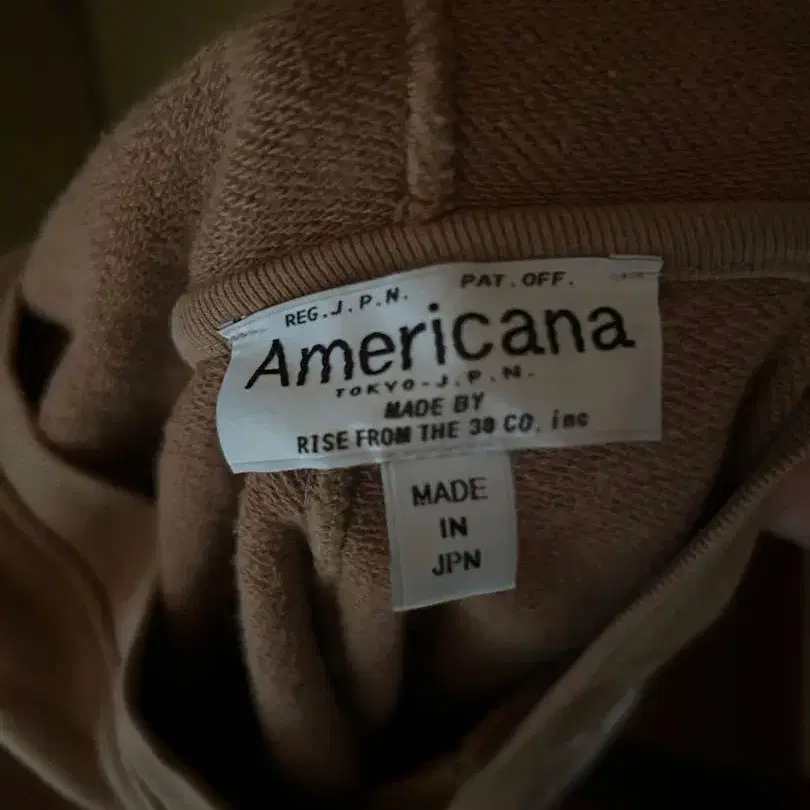 REG.J.P.N. PAT.OFF.
Americana
TOKYO-J.P.N.
MADE BY
RISE FROM THE 30 CO. inc
MADE
IN
JPN